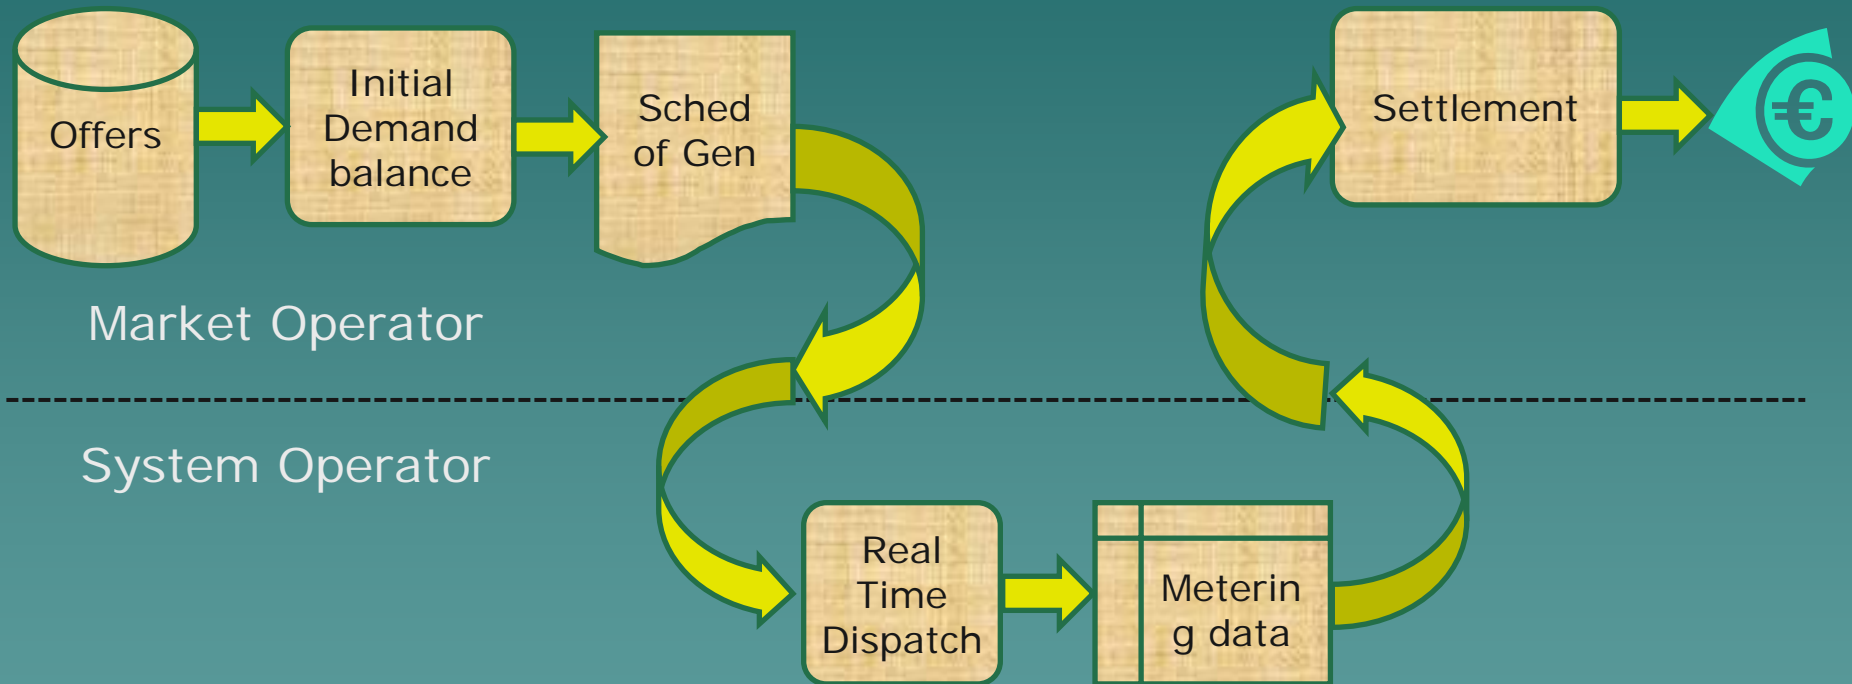 Offers
Initial
Demand
balance
Sched
of Gen
Settlement
€
Market Operator
System Operator
Real
Time
Dispatch
Meterin
g data